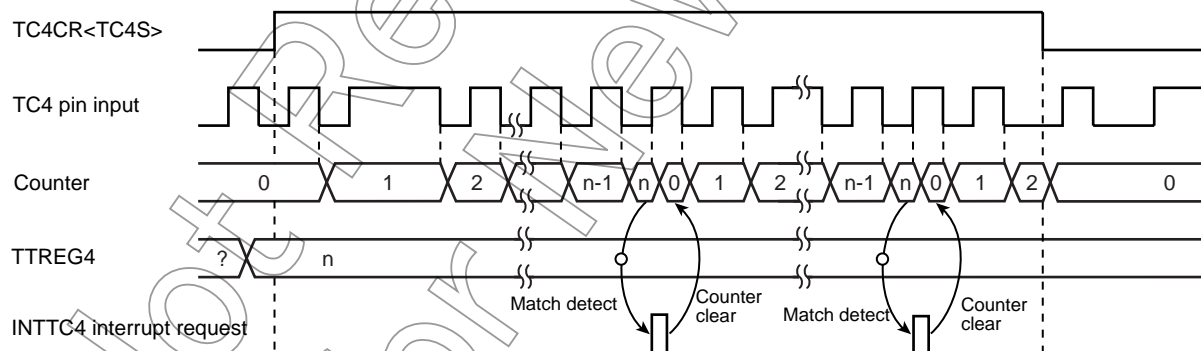 TC4CR<TC4S>
TC4 pin input
Counter
0 1 2 n-1 n 0 1 2 n-1 n 0 1 2 0
TTREG4
? n
Match detect
Counter
clear
Match detect
Counter
clear
INTTC4 interrupt request